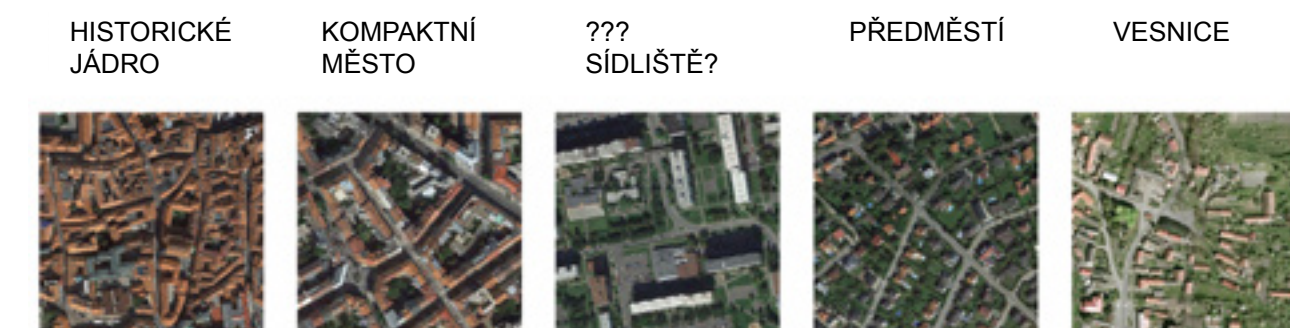 HISTORICKÉ
JÁDRO
KOMPAKTNÍ
MĚSTO
???
SÍDLIŠTĚ?
PŘEDMĚSTÍ
VESNICE